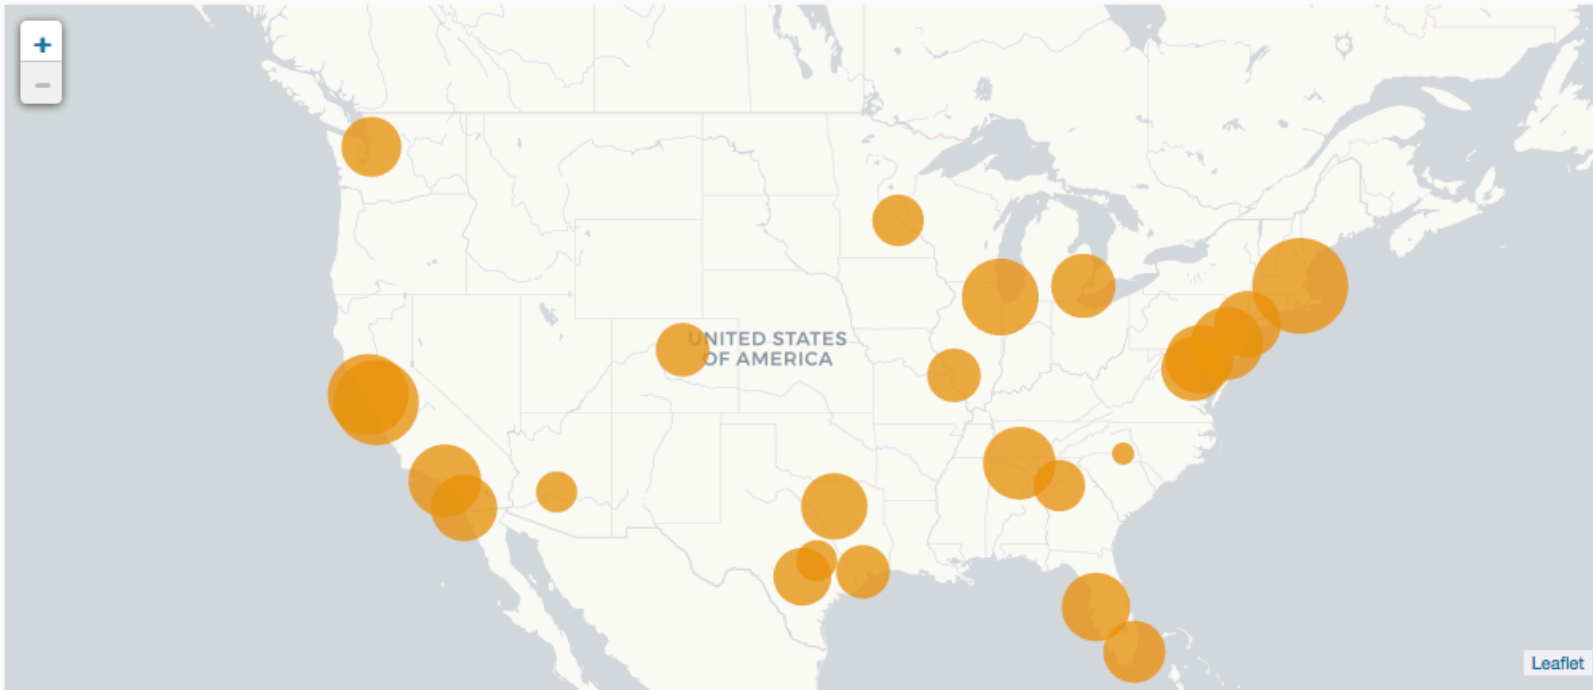 +
−
UNITED STATES
OF AMERICA
Leaflet